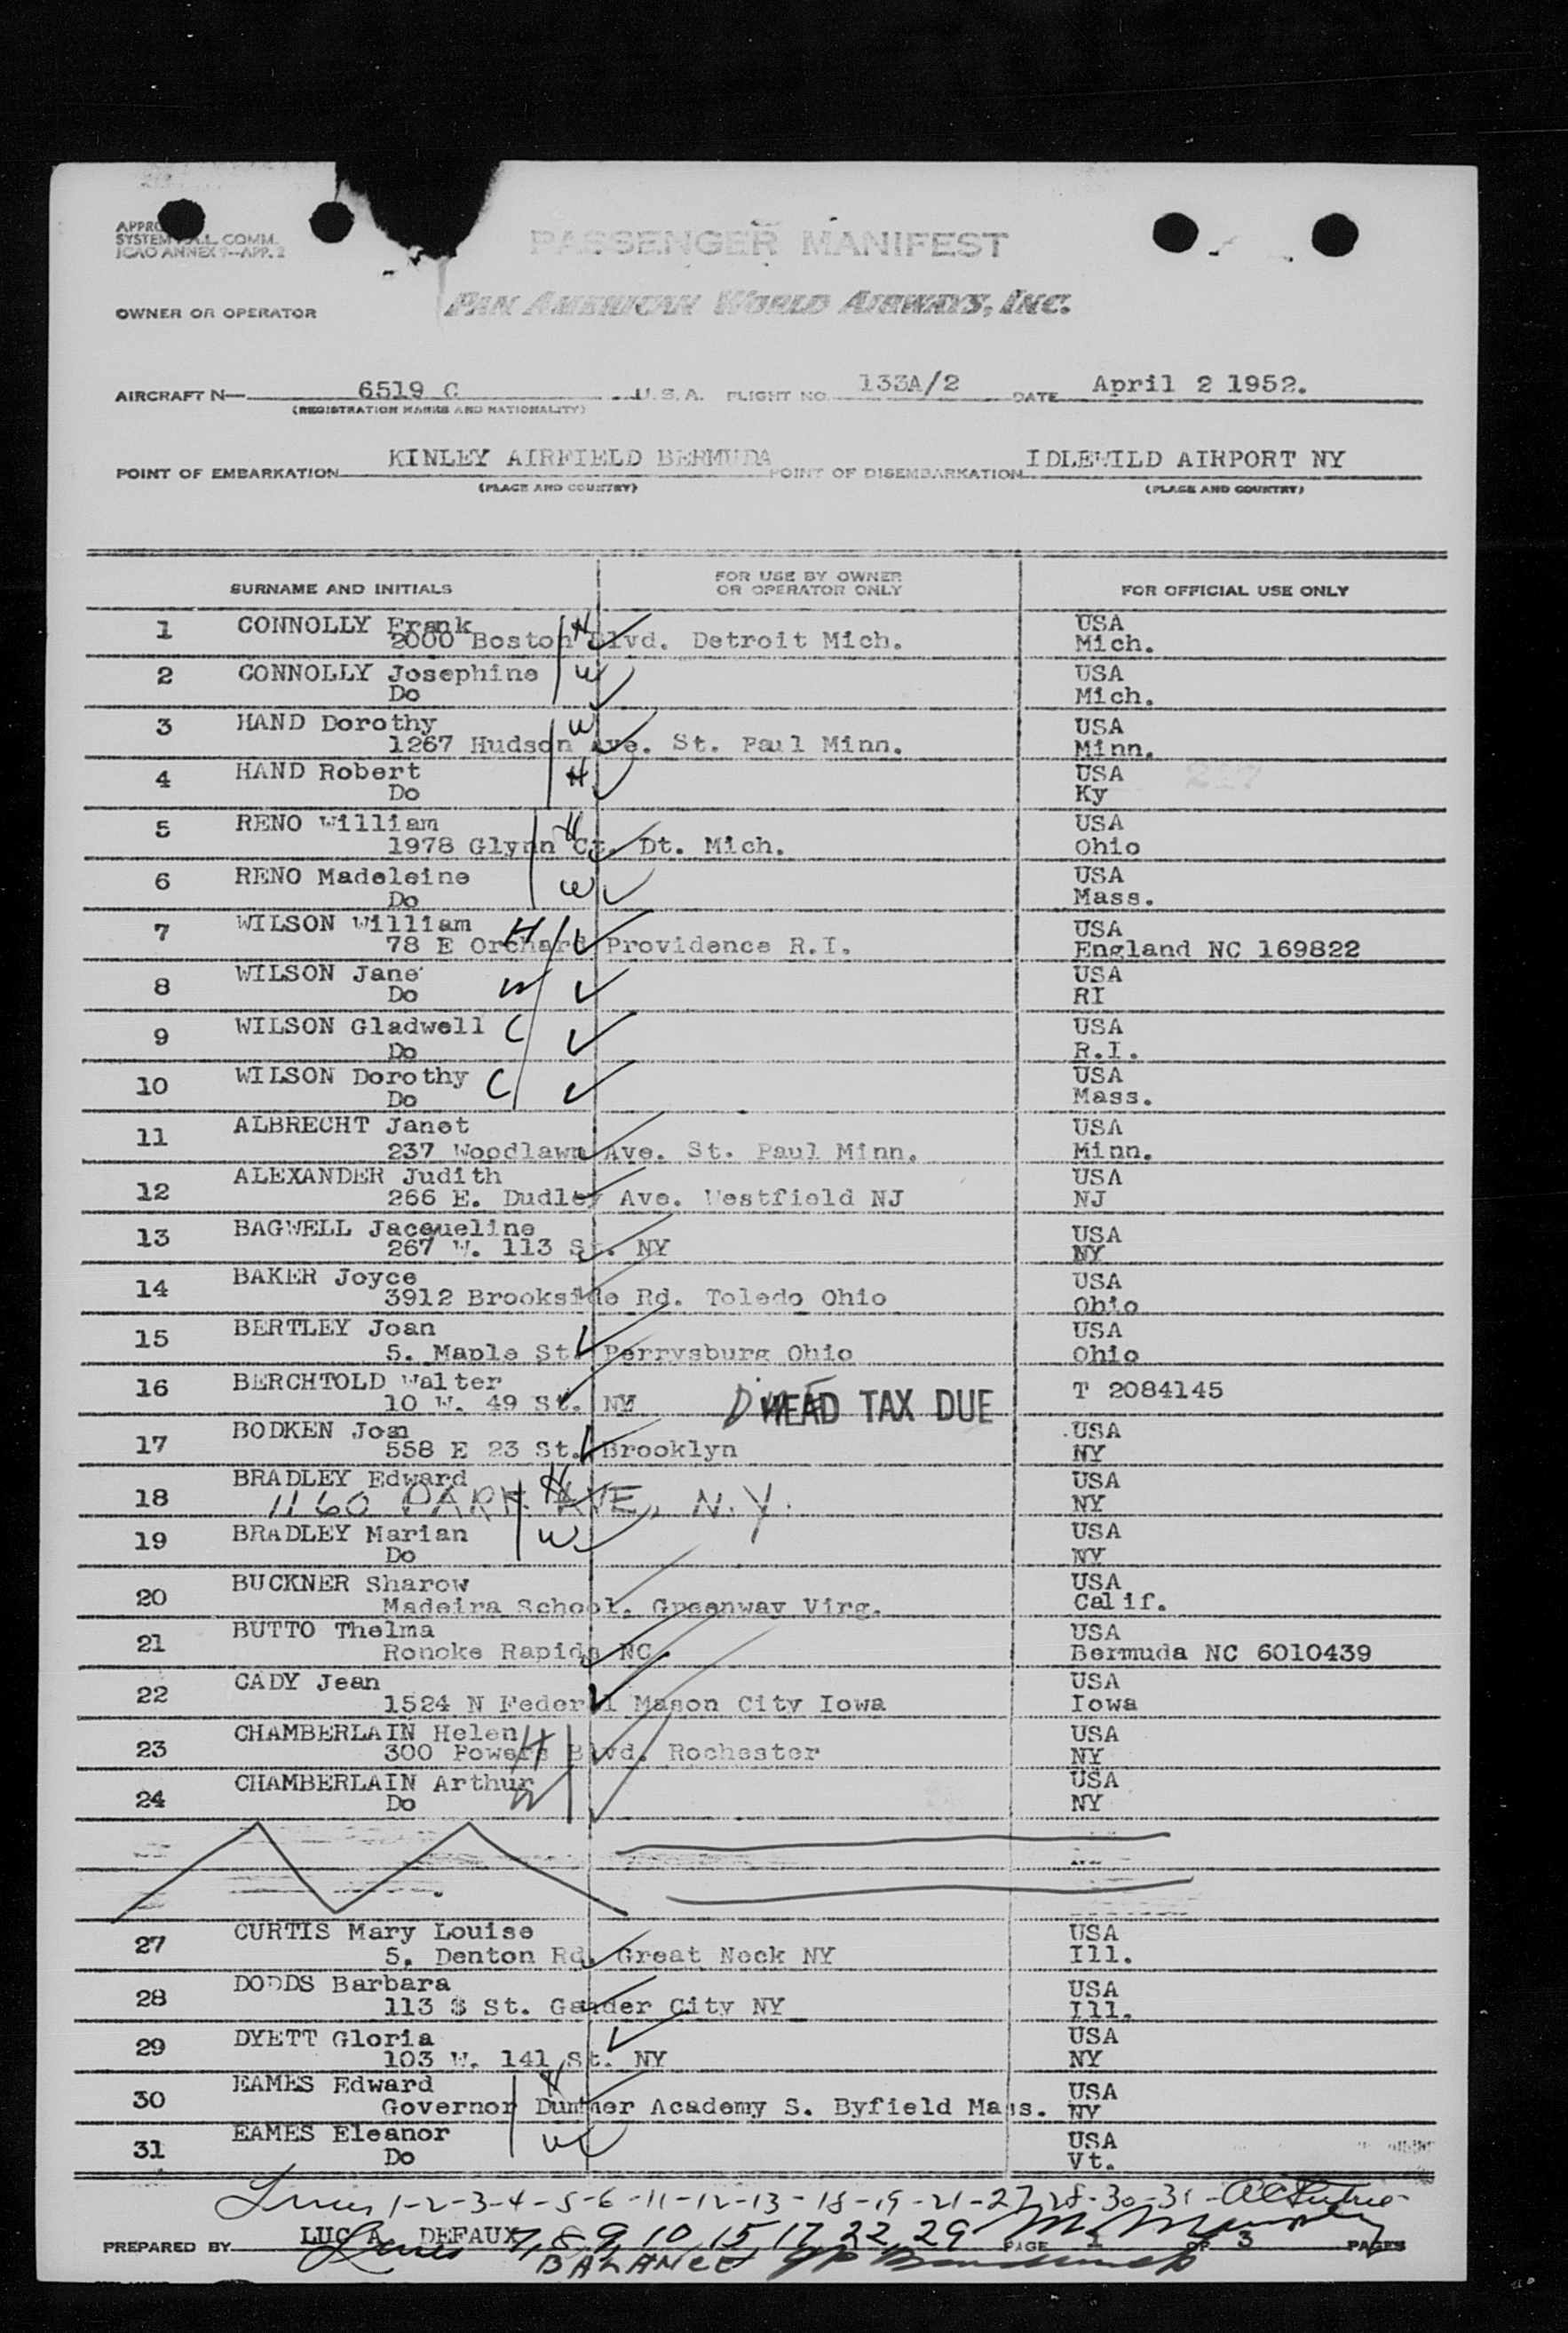 PASSENGER MANIFEST
SYSTEM COMM.
ICAO ANNEX 9-APP. 2
OWNER OR OPERATOR PAN AMERICAN WORLD AIRWAYS, INC.
AIRCRAFT N— 6519 C U.S.A. FLIGHT NO. 133A/2 DATE April 2 1952.
(REGISTRATION MARKS AND NATIONALITY)
POINT OF EMBARKATION KINLEY AIRFIELD BERMUDA POINT OF DISEMBARKATION IDLEWILD AIRPORT NY
(PLACE AND COUNTRY) (PLACE AND COUNTRY)
SURNAME AND INITIALS FOR USE BY OWNER OR OPERATOR ONLY FOR OFFICIAL USE ONLY
1 CONNOLLY Frank H USA
2000 Boston Blvd. Detroit Mich. Mich.
2 CONNOLLY Josephine W USA
Do Mich.
3 HAND Dorothy W USA
1267 Hudson Ave. St. Paul Minn. Minn.
4 HAND Robert H USA
Do Ky
5 RENO William H USA
1978 Glynn Ct. Dt. Mich. Ohio
6 RENO Madeleine W USA
Do Mass.
7 WILSON William H USA
78 E Orchard Providence R.I. England NC 169822
8 WILSON Jane W USA
Do RI
9 WILSON Gladwell C USA
Do R.I.
10 WILSON Dorothy C USA
Do Mass.
11 ALBRECHT Janet USA
237 Woodlawn Ave. St. Paul Minn. Minn.
12 ALEXANDER Judith USA
266 E. Dudley Ave. Westfield NJ NJ
13 BAGWELL Jacqueline USA
267 W. 113 St. NY NY
14 BAKER Joyce USA
3912 Brookside Rd. Toledo Ohio Ohio
15 BERTLEY Joan USA
5. Maple St. Perrysburg Ohio Ohio
16 BERCHTOLD Walter T 2084145
10 W. 49 St. NY HEAD TAX DUE
17 BODKEN Joan USA
558 E 23 St. Brooklyn NY
18 BRADLEY Edward H USA
1160 PARK AVE, N.Y. NY
19 BRADLEY Marian W USA
Do NY
20 BUCKNER Sharow USA
Madeira School. Greenway Virg. Calif.
21 BUTTO Thelma USA
Roncke Rapids NC. Bermuda NC 6010439
22 CADY Jean USA
1524 N Federal Mason City Iowa Iowa
23 CHAMBERLAIN Helen H USA
300 Powers Blvd. Rochester NY
24 CHAMBERLAIN Arthur W USA
Do NY
27 CURTIS Mary Louise USA
5. Denton Rd. Great Neck NY Ill.
28 DODDS Barbara USA
113 $ St. Garder City NY Ill.
29 DYETT Gloria USA
103 W. 141 St. NY NY
30 EAMES Edward H USA
Governor Dummer Academy S. Byfield Mass. NY
31 EAMES Eleanor W USA
Do Vt.
1-2-3-4-5-6-11-12-13-18-19-21-27-28-30-31-
PREPARED BY LUC A. DEFAUX 7, 8, 9, 10, 15, 17, 22, 29 PAGE 1 OF 3 PAGES
BALANCE